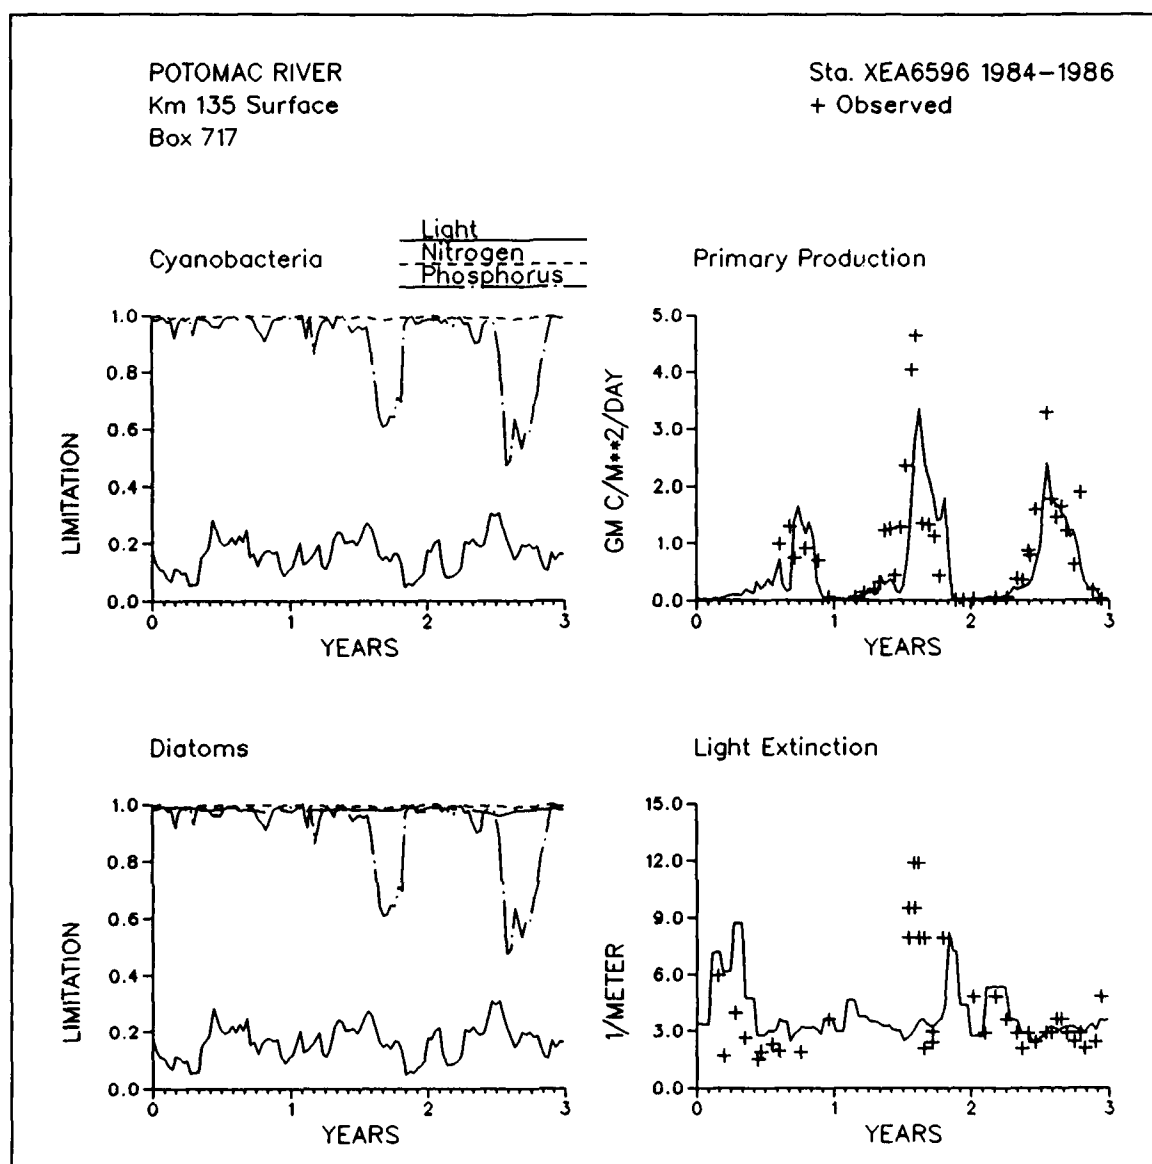 POTOMAC RIVER
Km 135 Surface
Box 717
Sta. XEA6596 1984-1986
+ Observed
Cyanobacteria
Light
Nitrogen
Phosphorus
LIMITATION
1.0
0.8
0.6
0.4
0.2
0.0
0 1 2 3
YEARS
Primary Production
GM C/M**2/DAY
5.0
4.0
3.0
2.0
1.0
0.0
0 1 2 3
YEARS
Diatoms
LIMITATION
1.0
0.8
0.6
0.4
0.2
0.0
0 1 2 3
YEARS
Light Extinction
1/METER
15.0
12.0
9.0
6.0
3.0
0.0
0 1 2 3
YEARS